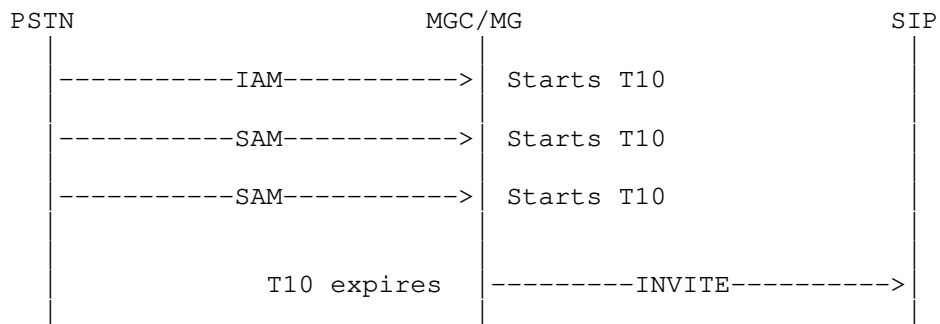 PSTN MGC/MG SIP
IAM Starts T10
SAM Starts T10
SAM Starts T10
T10 expires INVITE